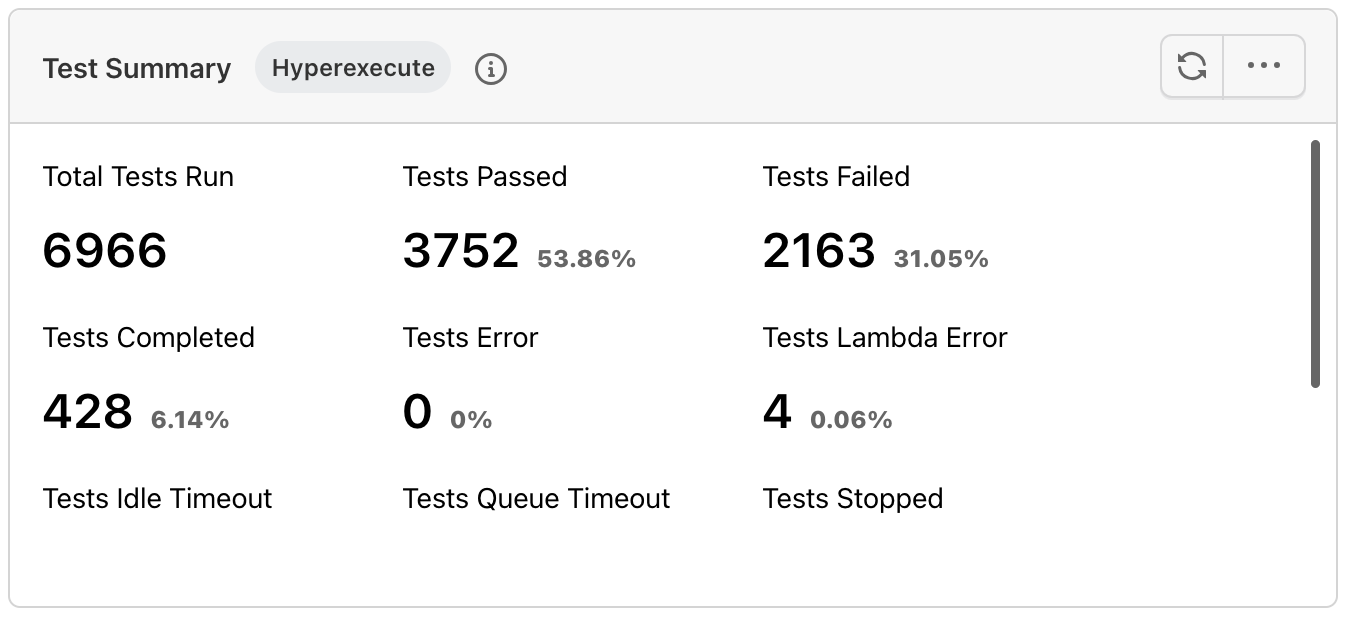 Test Summary Hyperexecute
Total Tests Run Tests Passed Tests Failed
6966 3752 53.86% 2163 31.05%
Tests Completed Tests Error Tests Lambda Error
428 6.14% 0 0% 4 0.06%
Tests Idle Timeout Tests Queue Timeout Tests Stopped